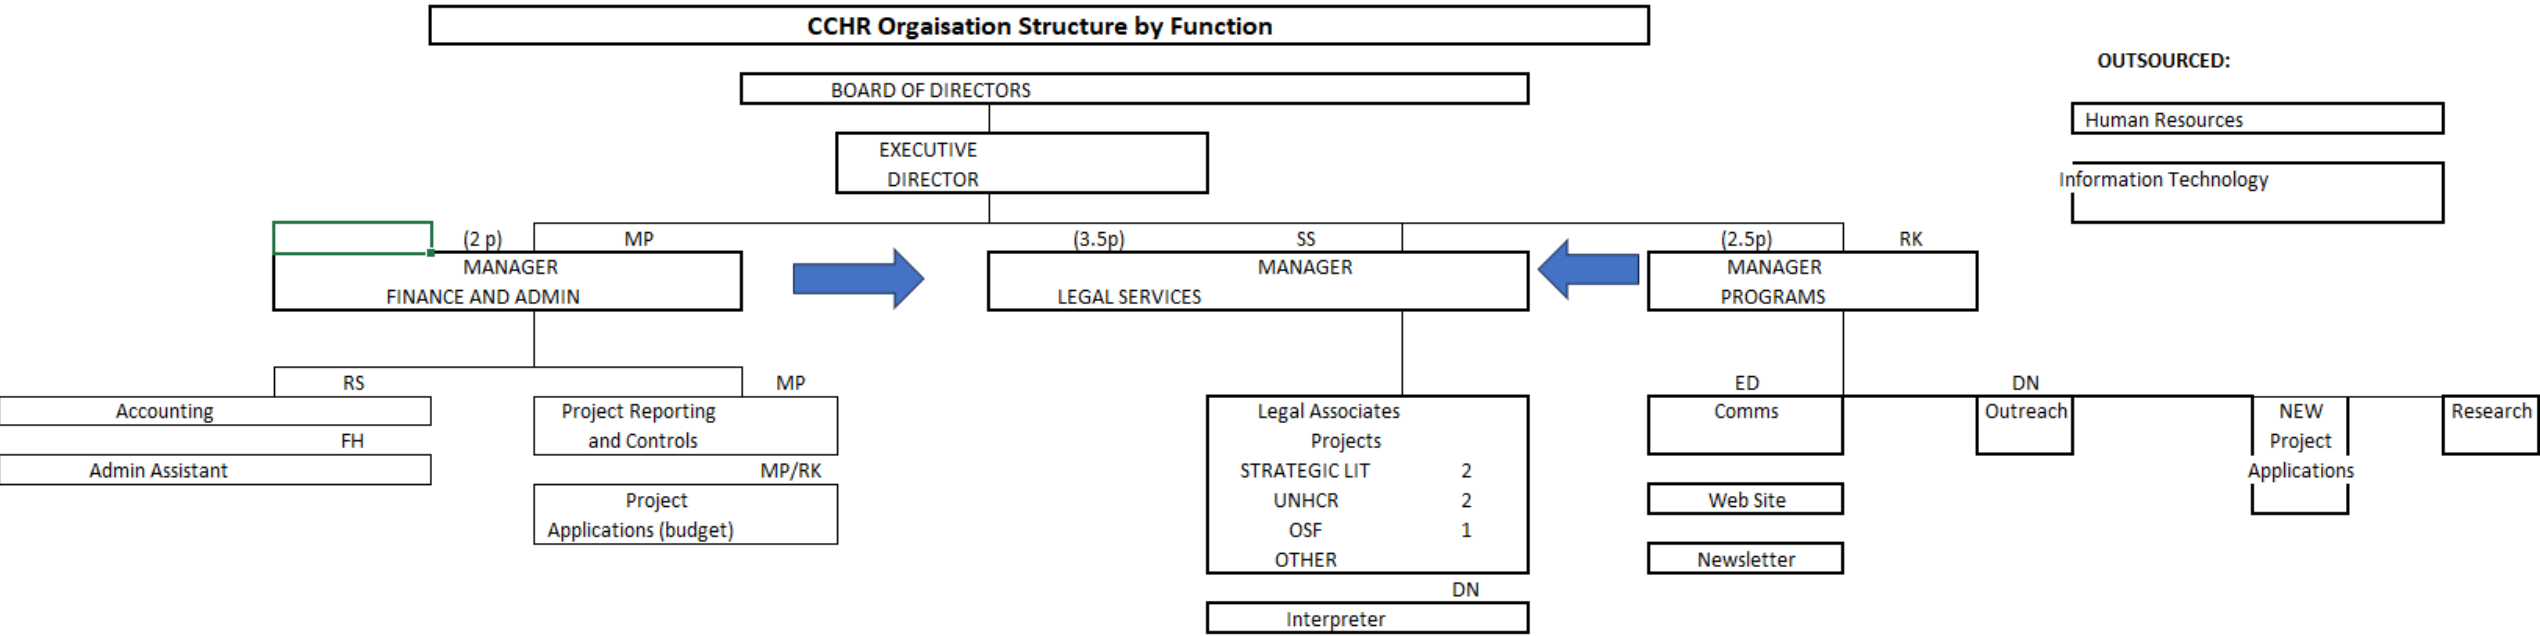 CCHR Orgaisation Structure by Function
OUTSOURCED:
BOARD OF DIRECTORS
Human Resources
EXECUTIVE
DIRECTOR
Information Technology
(2 p) MP
MANAGER
FINANCE AND ADMIN
(3.5p) SS
MANAGER
LEGAL SERVICES
(2.5p) RK
MANAGER
PROGRAMS
RS
Accounting
FH
Admin Assistant
MP
Project Reporting
and Controls
MP/RK
Project
Applications (budget)
Legal Associates
Projects
STRATEGIC LIT 2
UNHCR 2
OSF 1
OTHER
DN
Interpreter
ED
Comms
Web Site
Newsletter
DN
Outreach
NEW
Project
Applications
Research